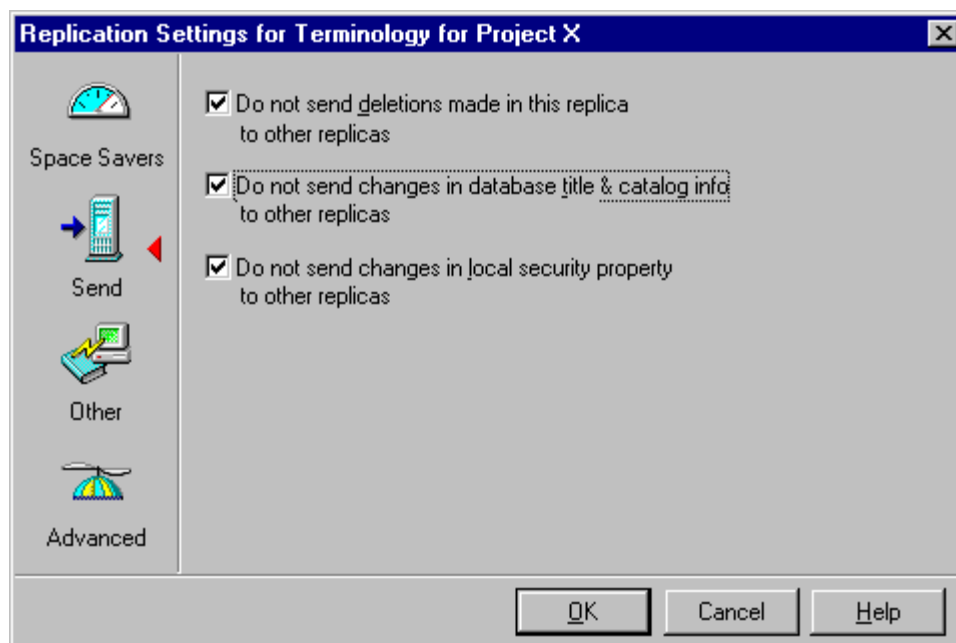 Replication Settings for Terminology for Project X
Space Savers
Send
Other
Advanced
Do not send deletions made in this replica
to other replicas
Do not send changes in database title & catalog info
to other replicas
Do not send changes in local security property
to other replicas
OK
Cancel
Help